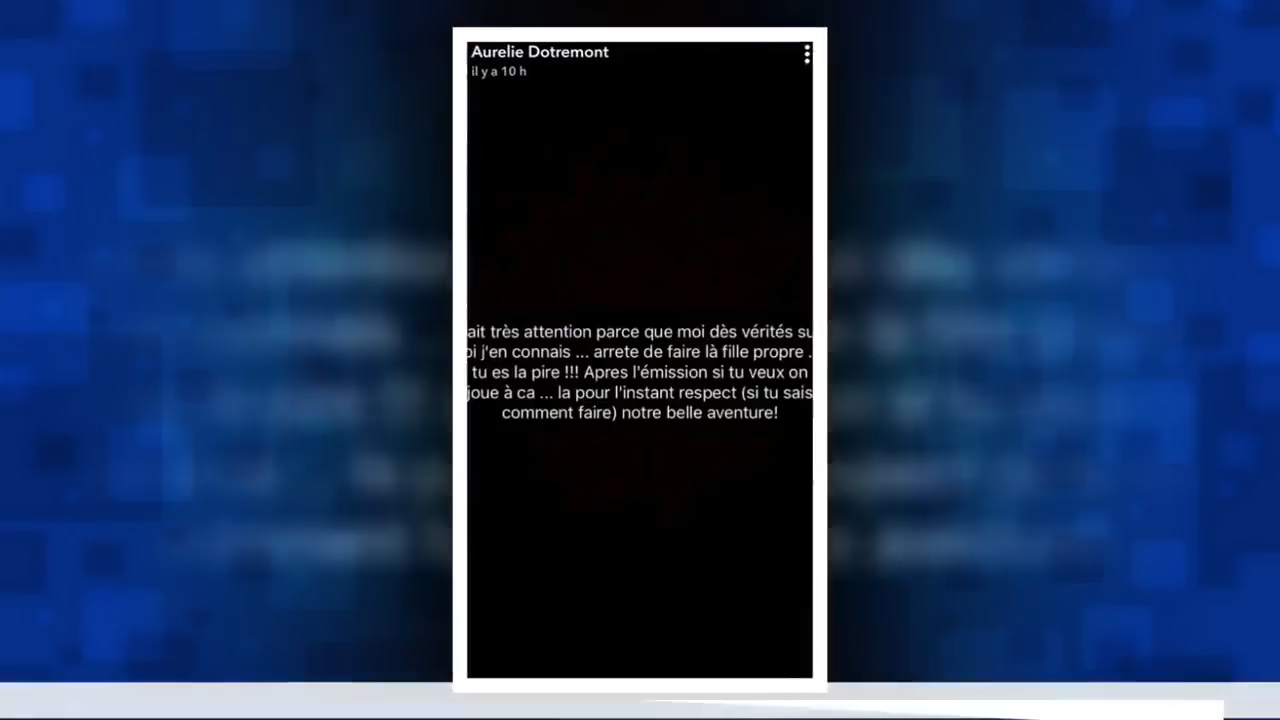 Aurelie Dotremont
il y a 10 h
ait très attention parce que moi dès vérités su
oi j'en connais ... arrete de faire là fille propre .
tu es la pire !!! Apres l'émission si tu veux on
joue à ca ... la pour l'instant respect (si tu sais
comment faire) notre belle aventure!